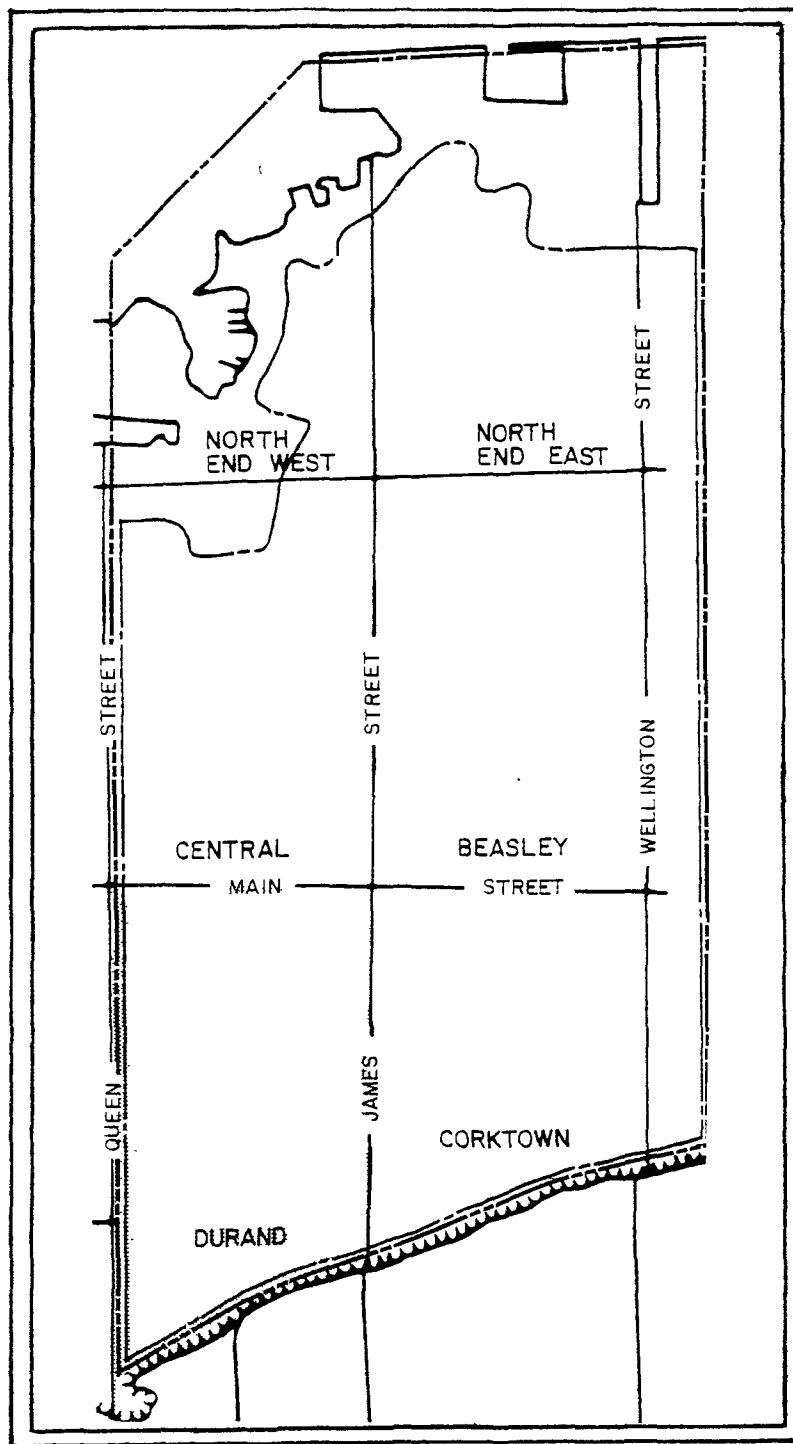 STREET
NORTH
END WEST
NORTH
END EAST
STREET
STREET
WELLINGTON
CENTRAL
BEASLEY
MAIN
STREET
QUEEN
JAMES
CORKTOWN
DURAND